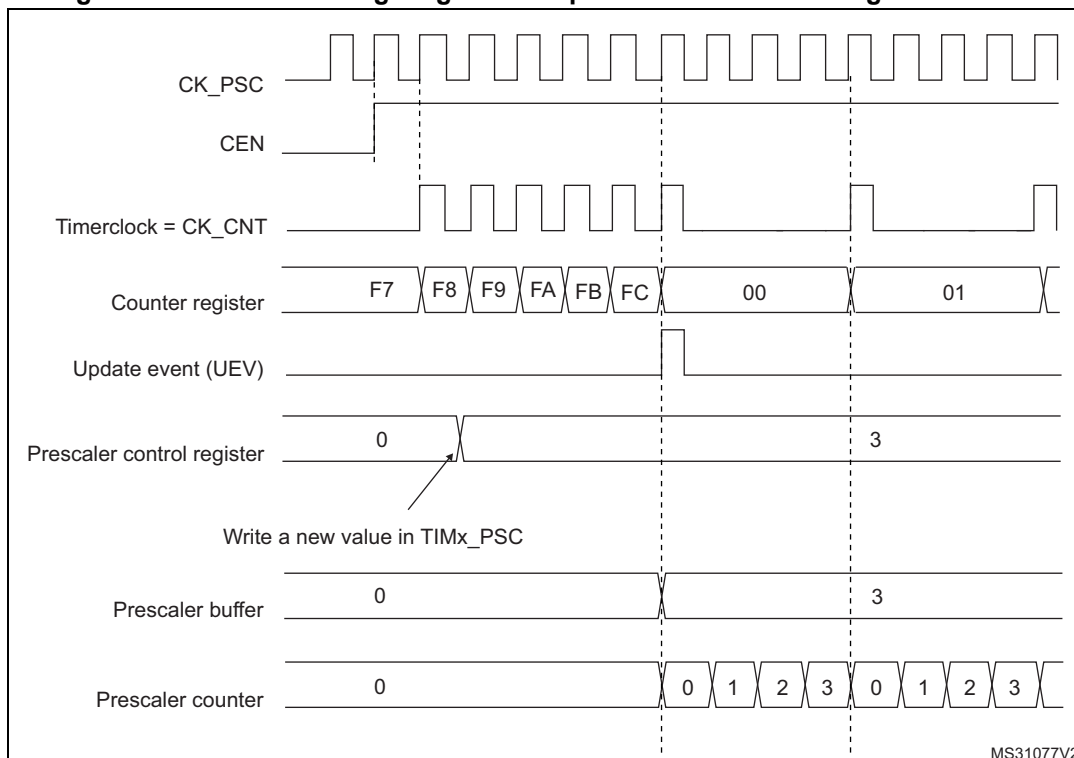 CK_PSC
CEN
Timerclock = CK_CNT
Counter register F7 F8 F9 FA FB FC 00 01
Update event (UEV)
Prescaler control register 0 3
Write a new value in TIMx_PSC
Prescaler buffer 0 3
Prescaler counter 0 0 1 2 3 0 1 2 3
MS31077V2